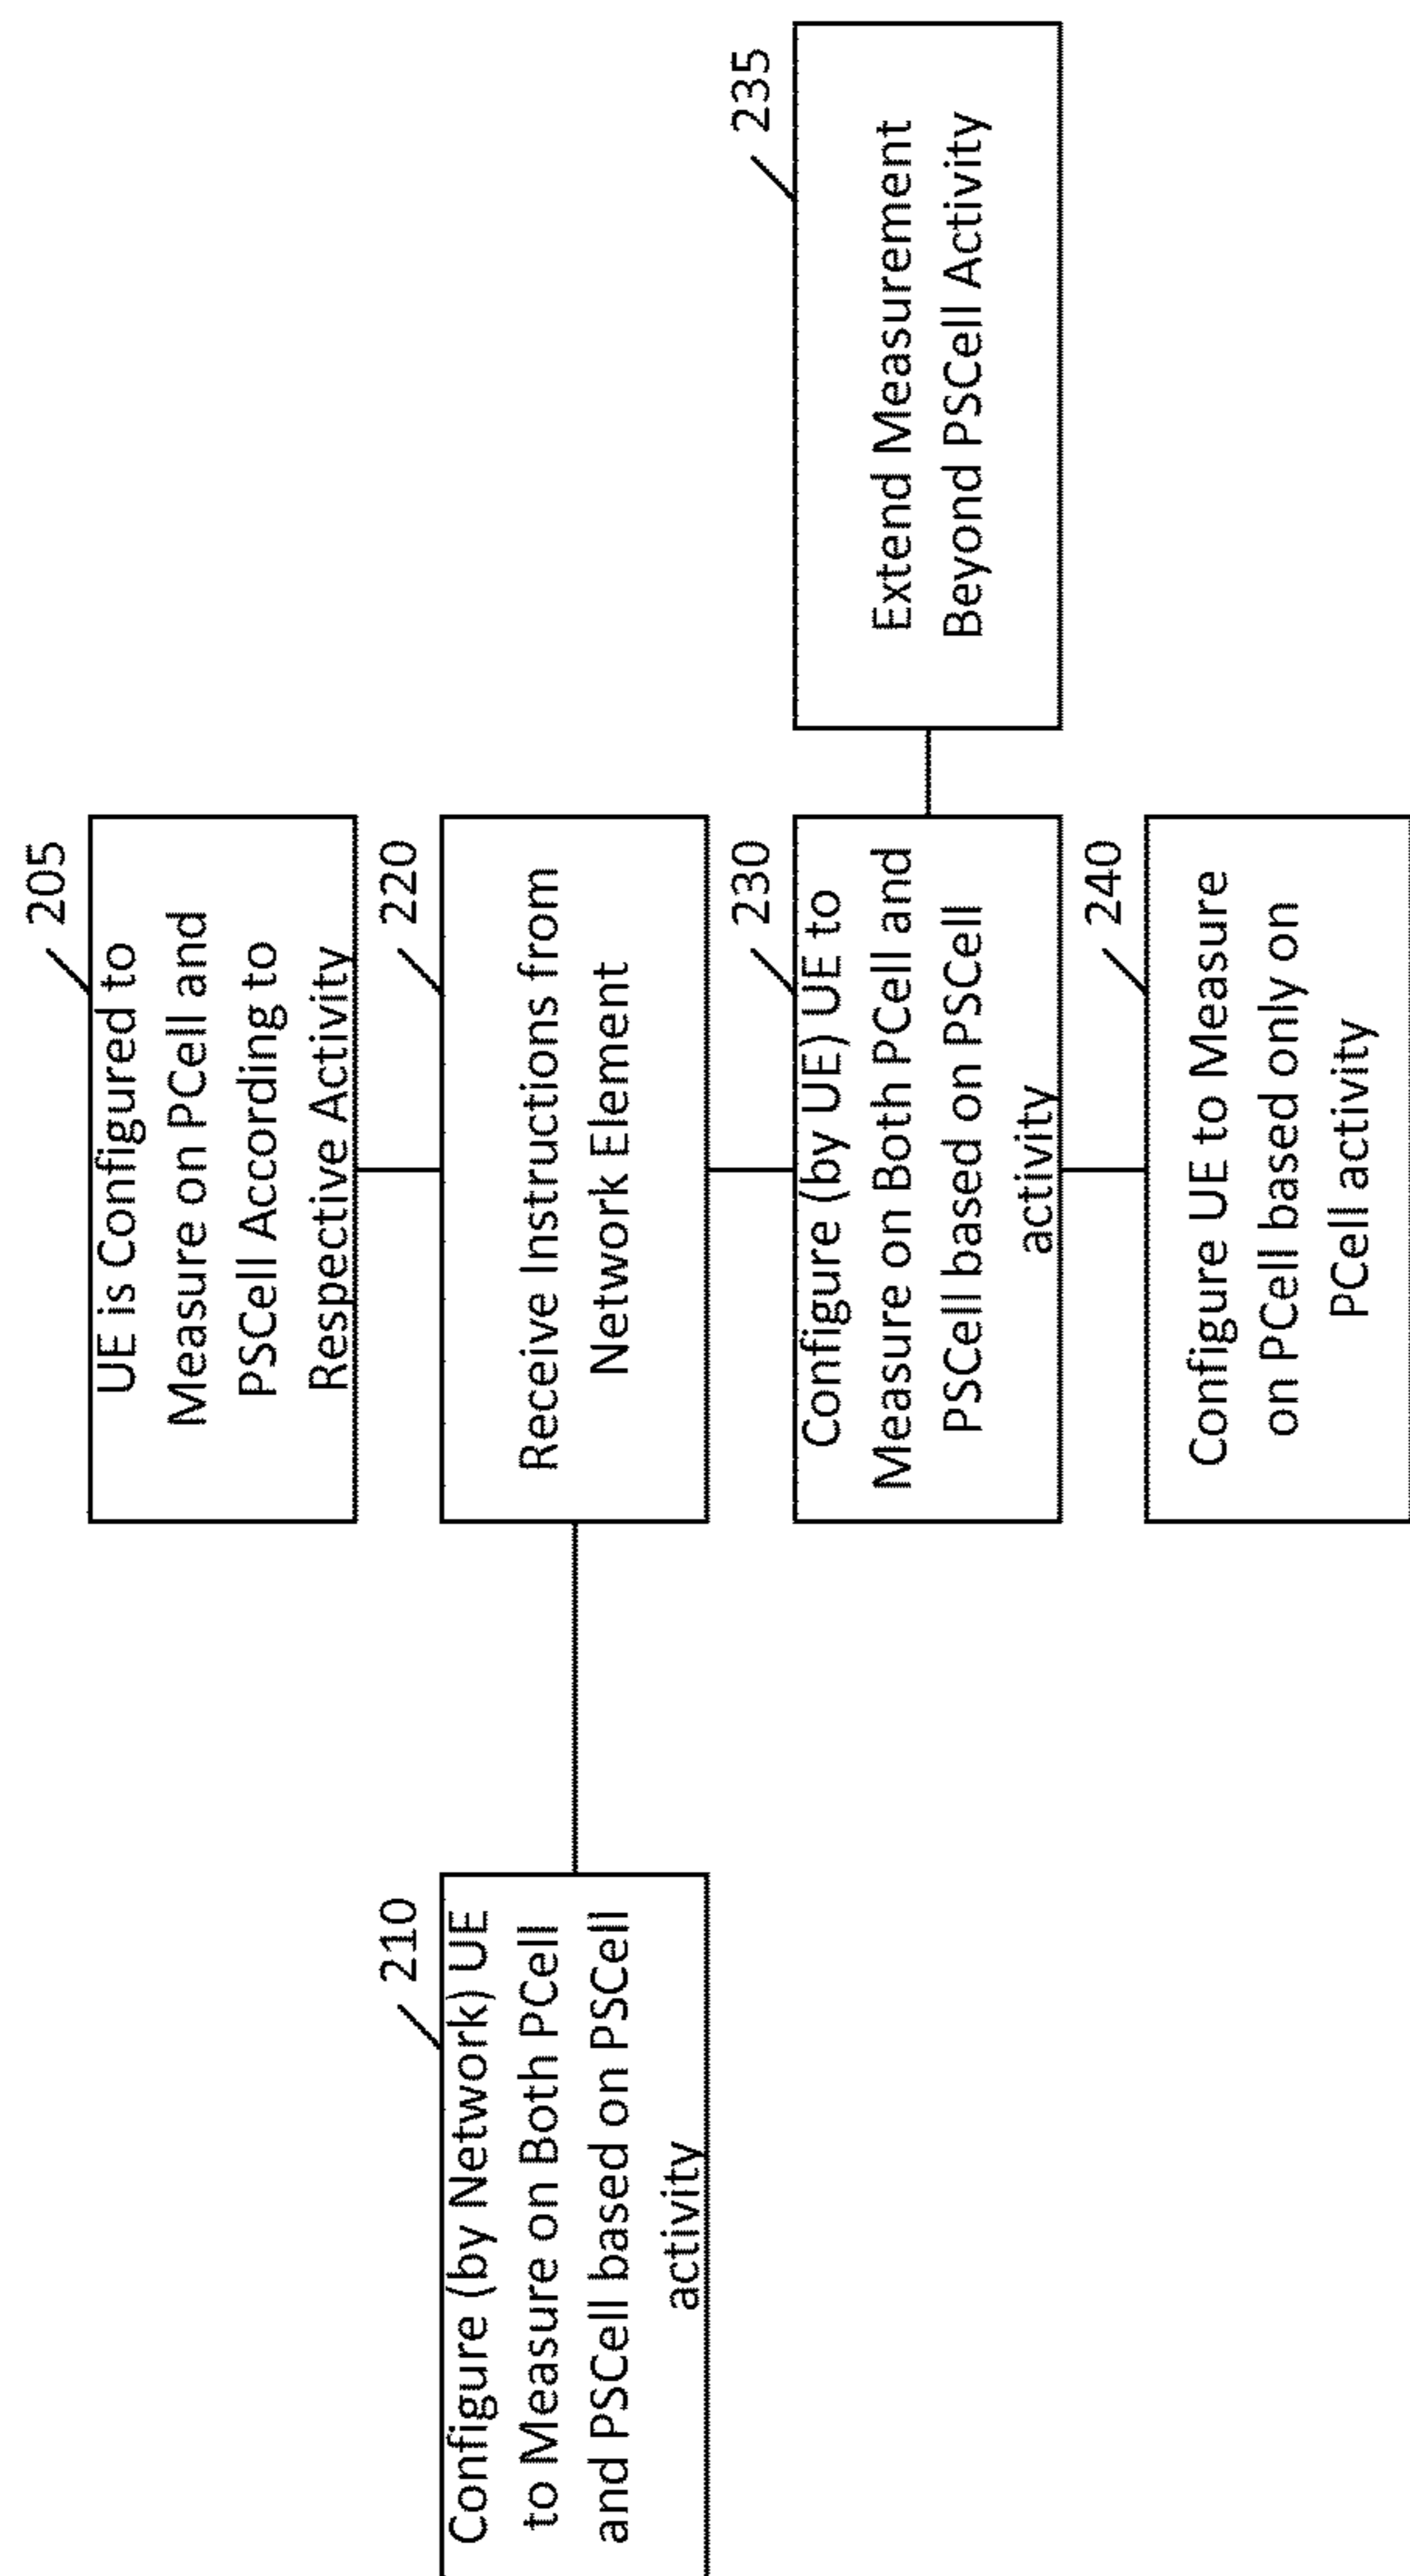 205
UE is Configured to
Measure on PCell and
PSCell According to
Respective Activity
210
Configure (by Network) UE
to Measure on Both PCell
and PSCell based on PSCell
activity
220
Receive Instructions from
Network Element
230
Configure (by UE) UE to
Measure on Both PCell and
PSCell based on PSCell
activity
235
Extend Measurement
Beyond PSCell Activity
240
Configure UE to Measure
on PCell based only on
PCell activity